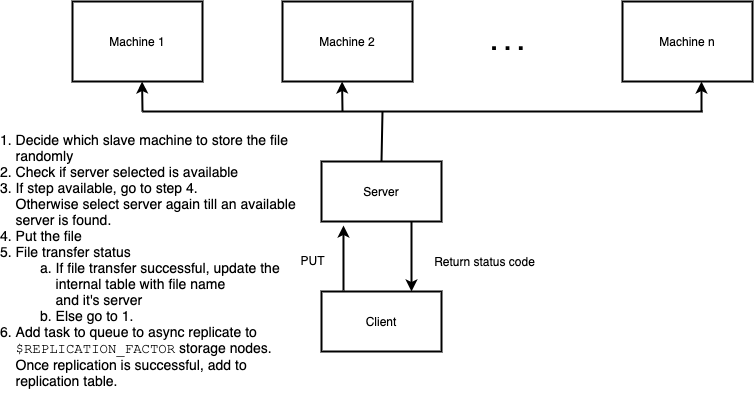 Machine 1
Machine 2
. . .
Machine n
1. Decide which slave machine to store the file
randomly
2. Check if server selected is available
3. If step available, go to step 4.
Otherwise select server again till an available
server is found.
4. Put the file
5. File transfer status
a. If file transfer successful, update the
internal table with file name
and it's server
b. Else go to 1.
6. Add task to queue to async replicate to
$REPLICATION_FACTOR storage nodes.
Once replication is successful, add to
replication table.
Server
PUT
Return status code
Client